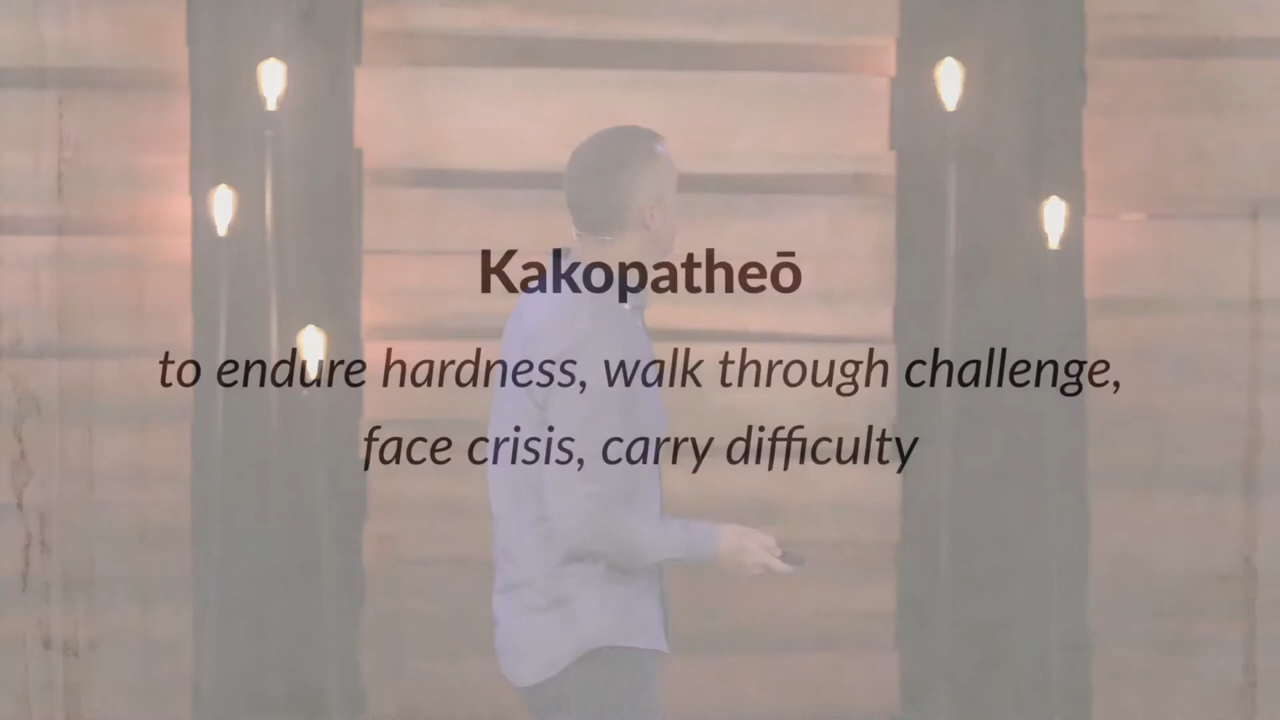 Kakopatheō
to endure hardness, walk through challenge,
face crisis, carry difficulty